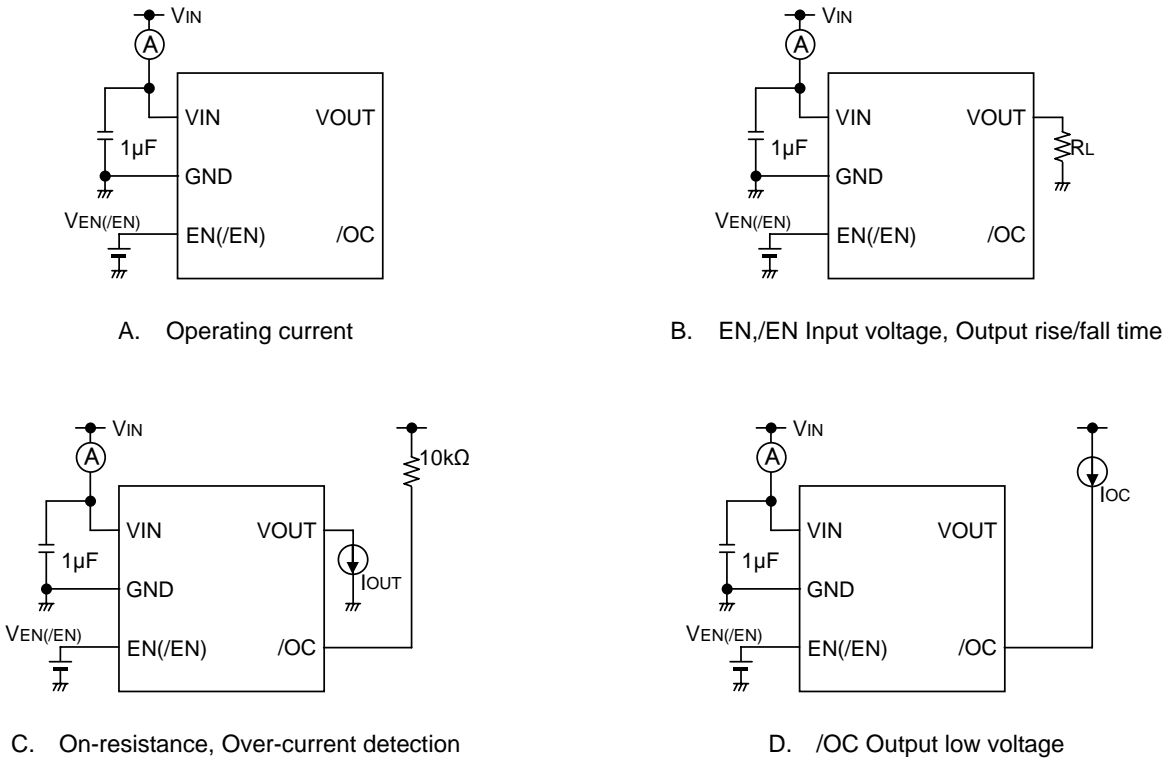 VIN
A
VIN VOUT
1µF
GND
VEN(/EN)
EN(/EN) /OC
A. Operating current
VIN
A
VIN VOUT
1µF
RL
GND
VEN(/EN)
EN(/EN) /OC
B. EN,/EN Input voltage, Output rise/fall time
VIN
A
10kΩ
VIN VOUT
1µF
IOUT
GND
VEN(/EN)
EN(/EN) /OC
C. On-resistance, Over-current detection
VIN
A
IOC
VIN VOUT
1µF
GND
VEN(/EN)
EN(/EN) /OC
D. /OC Output low voltage